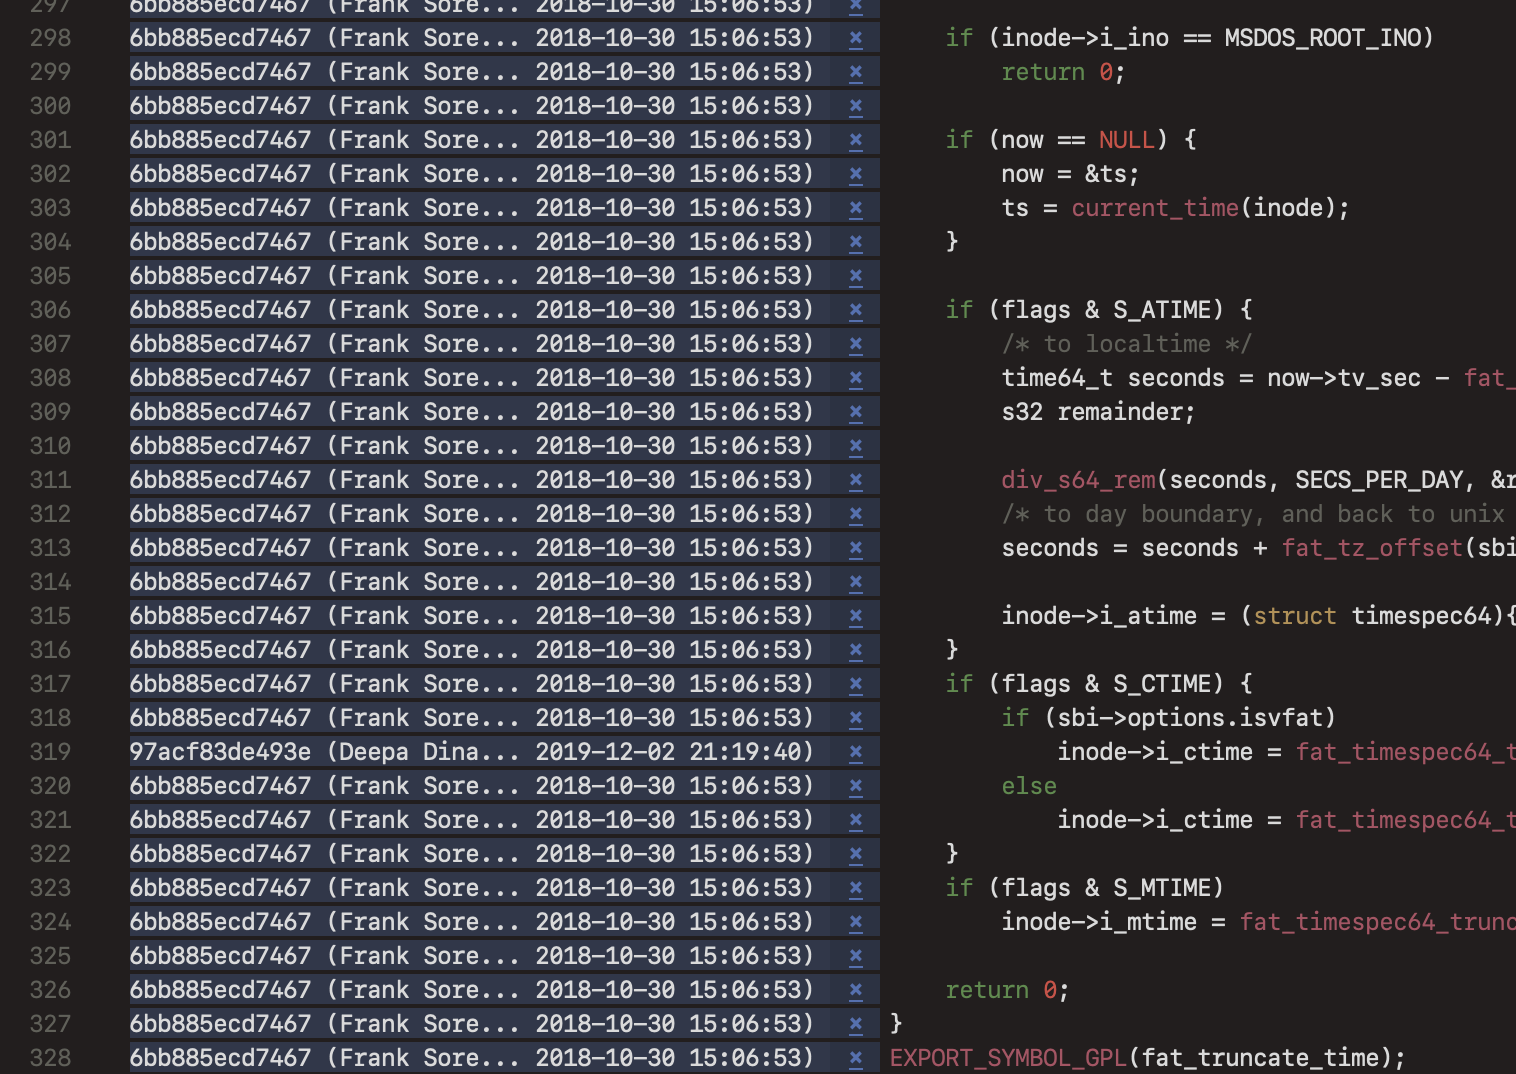 297 6bb885ecd7467 (Frank Sore... 2018-10-30 15:06:53) ×
298 6bb885ecd7467 (Frank Sore... 2018-10-30 15:06:53) × if (inode->i_ino == MSDOS_ROOT_INO)
299 6bb885ecd7467 (Frank Sore... 2018-10-30 15:06:53) × return 0;
300 6bb885ecd7467 (Frank Sore... 2018-10-30 15:06:53) ×
301 6bb885ecd7467 (Frank Sore... 2018-10-30 15:06:53) × if (now == NULL) {
302 6bb885ecd7467 (Frank Sore... 2018-10-30 15:06:53) × now = &ts;
303 6bb885ecd7467 (Frank Sore... 2018-10-30 15:06:53) × ts = current_time(inode);
304 6bb885ecd7467 (Frank Sore... 2018-10-30 15:06:53) × }
305 6bb885ecd7467 (Frank Sore... 2018-10-30 15:06:53) ×
306 6bb885ecd7467 (Frank Sore... 2018-10-30 15:06:53) × if (flags & S_ATIME) {
307 6bb885ecd7467 (Frank Sore... 2018-10-30 15:06:53) × /* to localtime */
308 6bb885ecd7467 (Frank Sore... 2018-10-30 15:06:53) × time64_t seconds = now->tv_sec - fat_
309 6bb885ecd7467 (Frank Sore... 2018-10-30 15:06:53) × s32 remainder;
310 6bb885ecd7467 (Frank Sore... 2018-10-30 15:06:53) ×
311 6bb885ecd7467 (Frank Sore... 2018-10-30 15:06:53) × div_s64_rem(seconds, SECS_PER_DAY, &r
312 6bb885ecd7467 (Frank Sore... 2018-10-30 15:06:53) × /* to day boundary, and back to unix
313 6bb885ecd7467 (Frank Sore... 2018-10-30 15:06:53) × seconds = seconds + fat_tz_offset(sbi
314 6bb885ecd7467 (Frank Sore... 2018-10-30 15:06:53) ×
315 6bb885ecd7467 (Frank Sore... 2018-10-30 15:06:53) × inode->i_atime = (struct timespec64){
316 6bb885ecd7467 (Frank Sore... 2018-10-30 15:06:53) × }
317 6bb885ecd7467 (Frank Sore... 2018-10-30 15:06:53) × if (flags & S_CTIME) {
318 6bb885ecd7467 (Frank Sore... 2018-10-30 15:06:53) × if (sbi->options.isvfat)
319 97acf83de493e (Deepa Dina... 2019-12-02 21:19:40) × inode->i_ctime = fat_timespec64_t
320 6bb885ecd7467 (Frank Sore... 2018-10-30 15:06:53) × else
321 6bb885ecd7467 (Frank Sore... 2018-10-30 15:06:53) × inode->i_ctime = fat_timespec64_t
322 6bb885ecd7467 (Frank Sore... 2018-10-30 15:06:53) × }
323 6bb885ecd7467 (Frank Sore... 2018-10-30 15:06:53) × if (flags & S_MTIME)
324 6bb885ecd7467 (Frank Sore... 2018-10-30 15:06:53) × inode->i_mtime = fat_timespec64_trunc
325 6bb885ecd7467 (Frank Sore... 2018-10-30 15:06:53) ×
326 6bb885ecd7467 (Frank Sore... 2018-10-30 15:06:53) × return 0;
327 6bb885ecd7467 (Frank Sore... 2018-10-30 15:06:53) × }
328 6bb885ecd7467 (Frank Sore... 2018-10-30 15:06:53) × EXPORT_SYMBOL_GPL(fat_truncate_time);